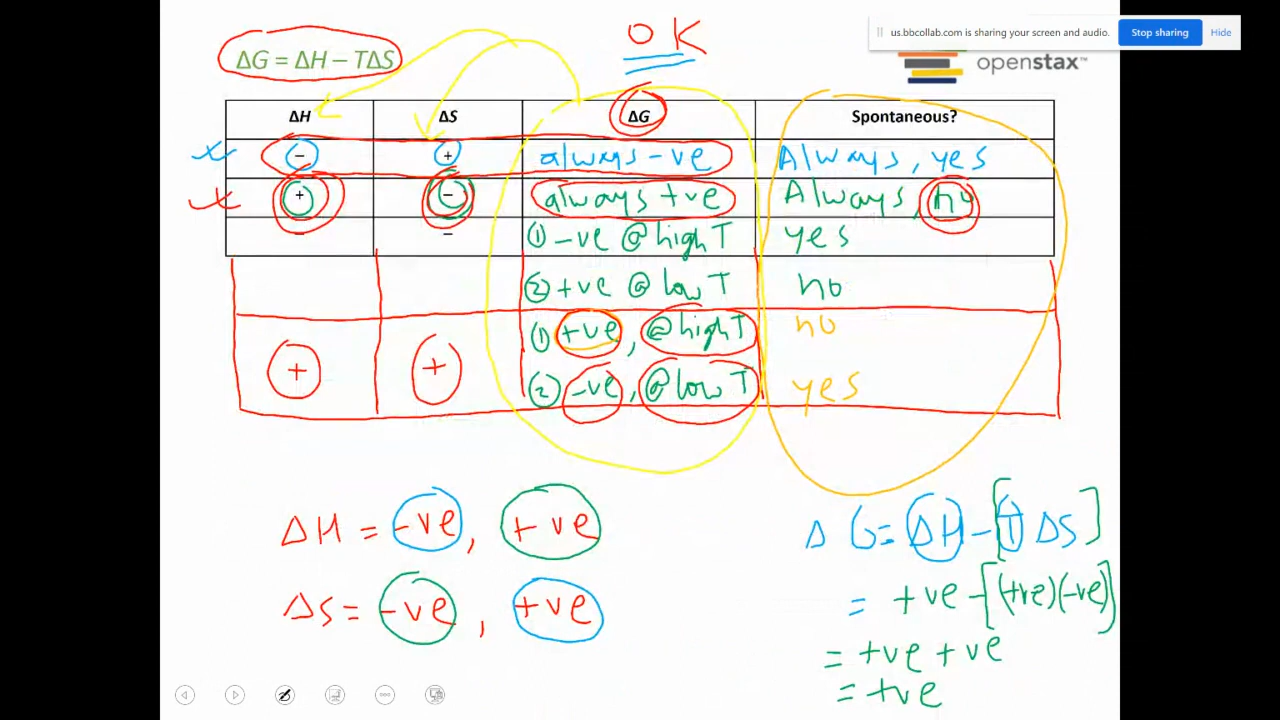 O K
us.bbcollab.com is sharing your screen and audio. Stop sharing Hide
ΔG = ΔH – TΔS
openstax™
ΔH ΔS ΔG Spontaneous?
– + always -ve Always, yes
+ – always +ve Always, no
– – ① -ve @ high T yes
② +ve @ low T no
① +ve, @ high T no
+ + ② -ve, @ low T yes
ΔH = -ve, +ve
ΔS = -ve, +ve
Δ G = ΔH - [T ΔS]
= +ve - [(+ve)(-ve)]
= +ve + ve
= +ve